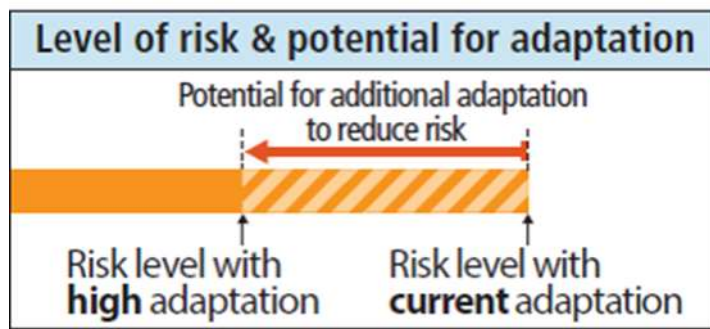 Level of risk & potential for adaptation
Potential for additional adaptation
to reduce risk
Risk level with
high adaptation
Risk level with
current adaptation